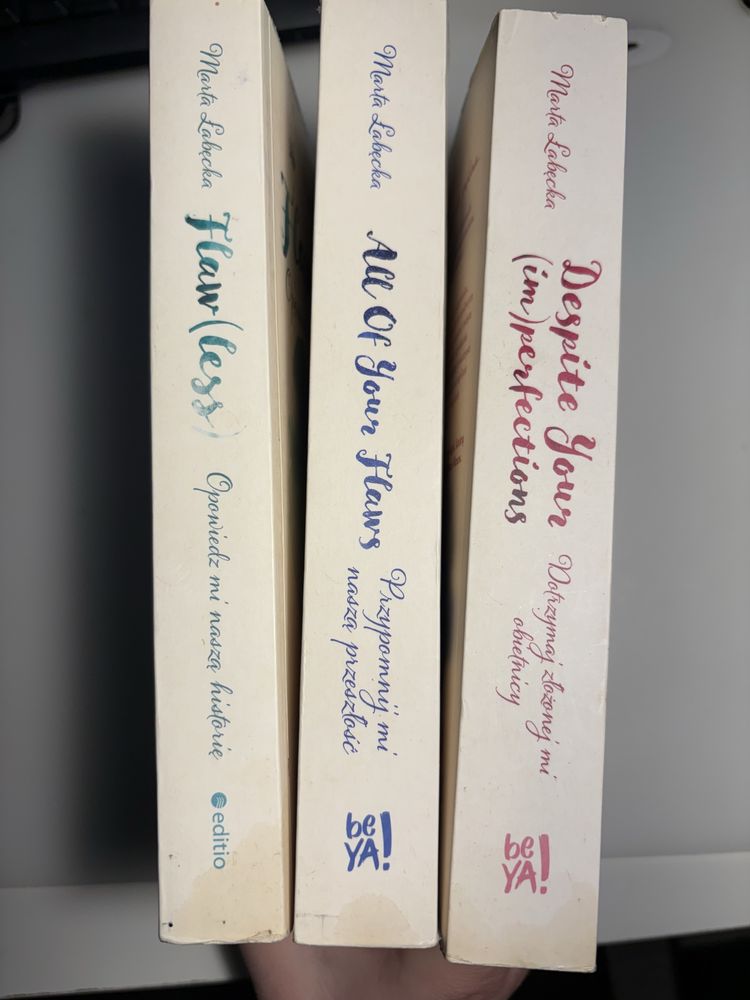 Marta Łabęcka
Flaw(less)
Opowiedz mi naszą historię
editio
Marta Łabęcka
All Of Your Flaws
Przypomnij mi
naszą przeszłość
be
YA!
Marta Łabęcka
Despite Your
(im)perfections
Dotrzymaj złożonej mi
obietnicy
be
YA!